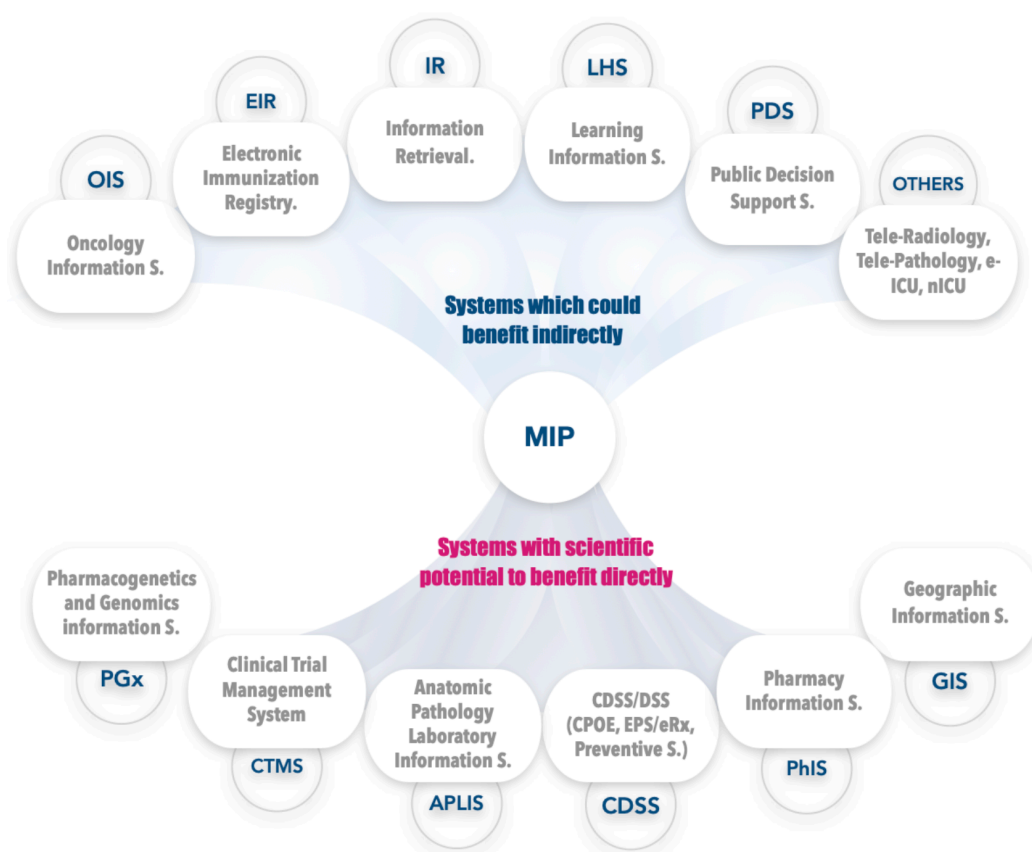 OIS
Oncology
Information S.
EIR
Electronic
Immunization
Registry.
IR
Information
Retrieval.
LHS
Learning
Information S.
PDS
Public Decision
Support S.
OTHERS
Tele-Radiology,
Tele-Pathology, e-
ICU, nICU
Systems which could
benefit indirectly
MIP
Systems with scientific
potential to benefit directly
Pharmacogenetics
and Genomics
information S.
PGx
Clinical Trial
Management
System
CTMS
Anatomic
Pathology
Laboratory
Information S.
APLIS
CDSS/DSS
(CPOE, EPS/eRx,
Preventive S.)
CDSS
Pharmacy
Information S.
PhIS
Geographic
Information S.
GIS